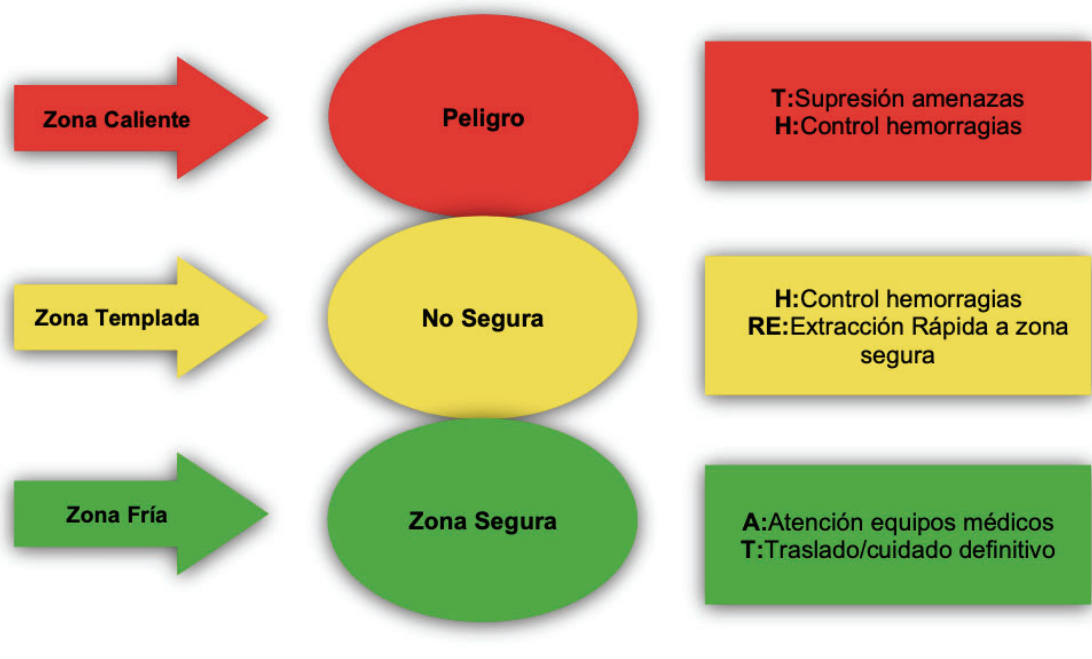 Zona Caliente
Peligro
T:Supresión amenazas
H:Control hemorragias
Zona Templada
No Segura
H:Control hemorragias
RE:Extracción Rápida a zona
segura
Zona Fría
Zona Segura
A:Atención equipos médicos
T:Traslado/cuidado definitivo